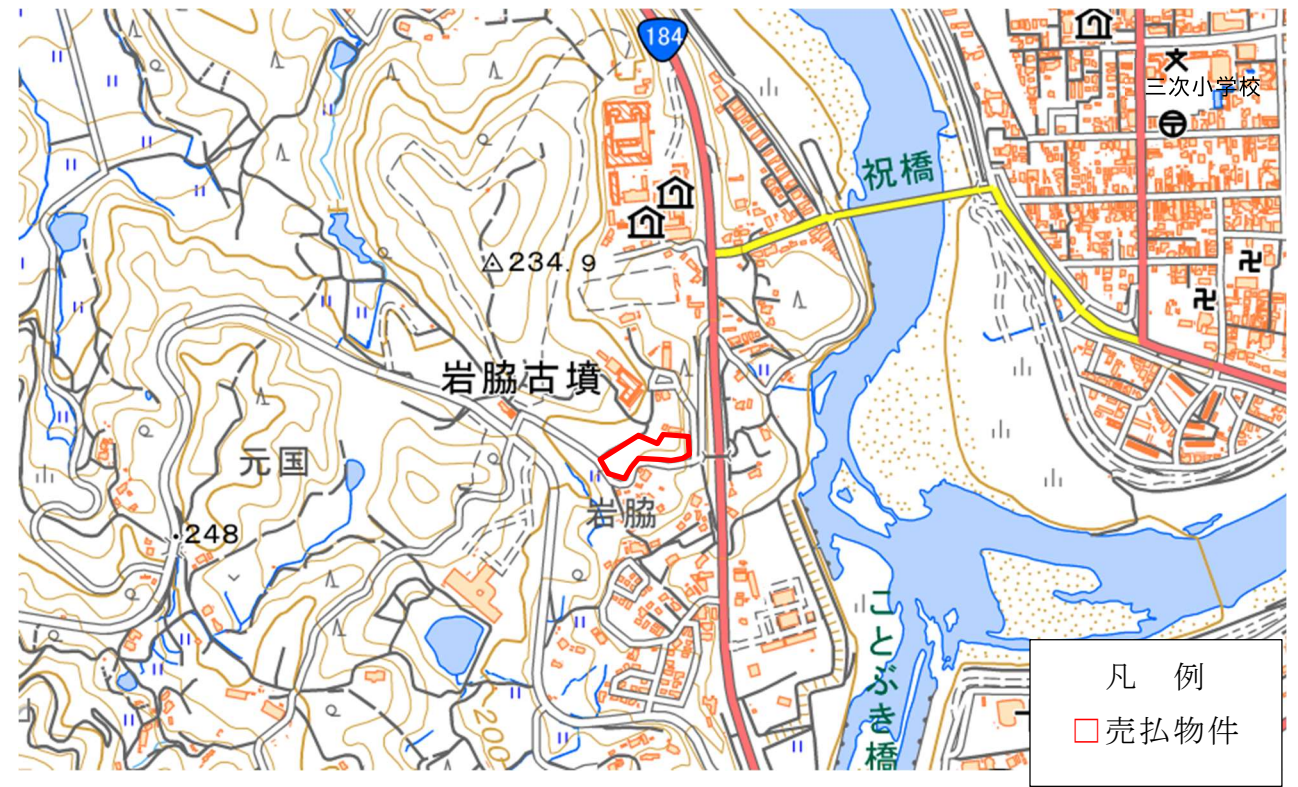 184
三次小学校
祝橋
234.9
岩脇古墳
元国
岩脇
248
ことぶき橋
200
凡 例
□売払物件